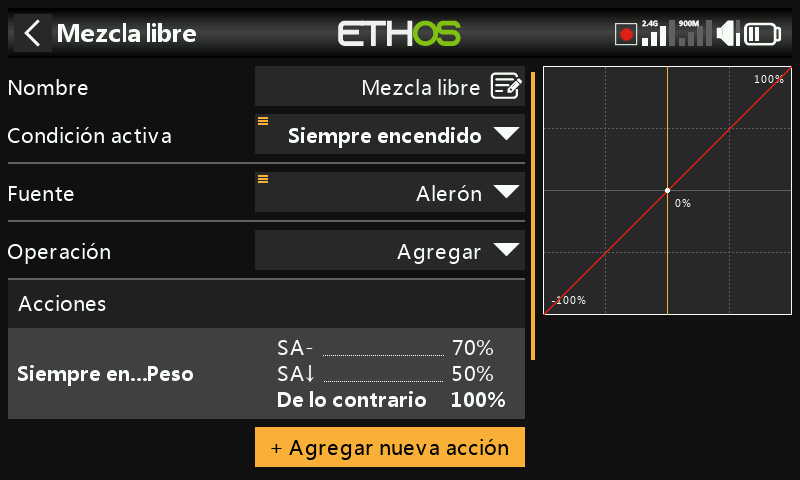 Mezcla libre
ETHOS
2.4G
900M
Nombre
Mezcla libre
Condición activa
Siempre encendido
Fuente
Alerón
Operación
Agregar
Acciones
Siempre en...Peso
SA- 70%
SA↓ 50%
De lo contrario 100%
+ Agregar nueva acción
100%
0%
-100%